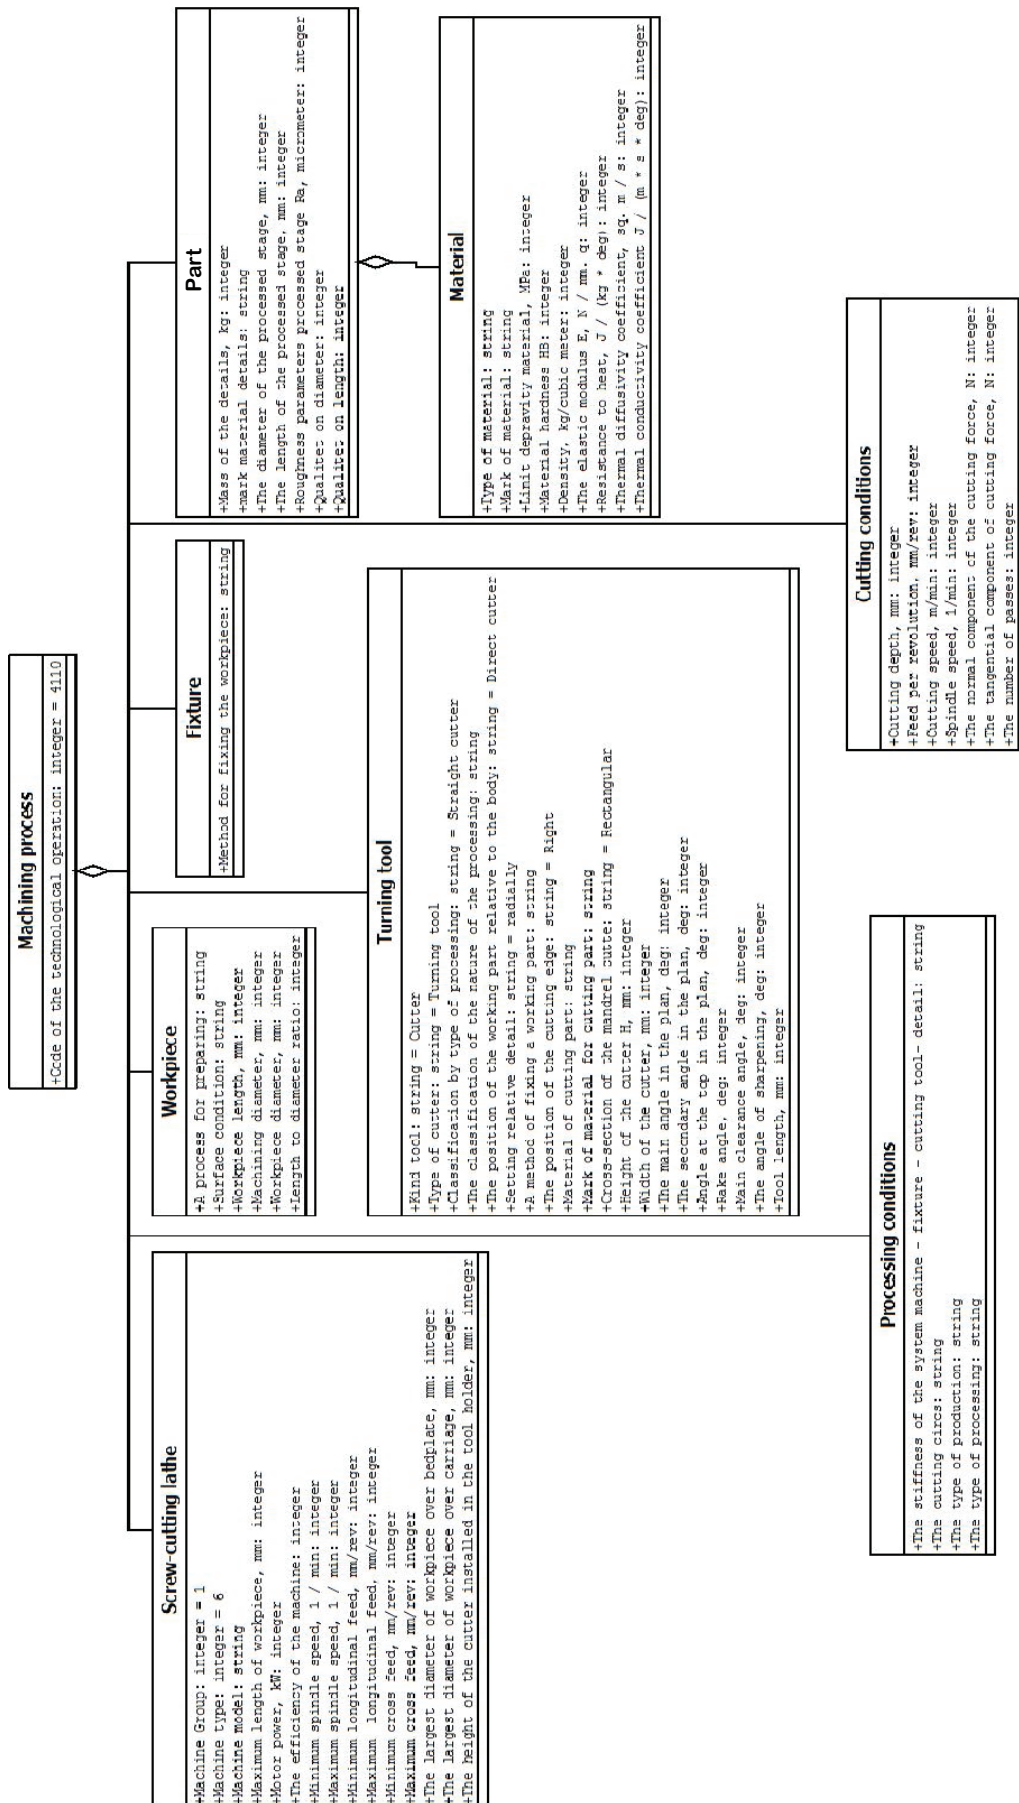 Machining process
+Code of the technological operation: integer = 4110
Screw-cutting lathe
+Machine Group: integer = 1
+Machine type: integer = 6
+Machine model: string
+Maximum length of workpiece, mm: integer
+Motor power, kW: integer
+The efficiency of the machine: integer
+Minimum spindle speed, 1 / min: integer
+Maximum spindle speed, 1 / min: integer
+Minimum longitudinal feed, mm/rev: integer
+Maximum longitudinal feed, mm/rev: integer
+Minimum cross feed, mm/rev: integer
+Maximum cross feed, mm/rev: integer
+The largest diameter of workpiece over bedplate, mm: integer
+The largest diameter of workpiece over carriage, mm: integer
+The height of the cutter installed in the tool holder, mm: integer
Workpiece
+A process for preparing: string
+Surface condition: string
+Workpiece length, mm: integer
+Machining diameter, mm: integer
+Workpiece diameter, mm: integer
+Length to diameter ratio: integer
Fixture
+Method for fixing the workpiece: string
Part
+Mass of the details, kg: integer
+mark material details: string
+The diameter of the processed stage, mm: integer
+The length of the processed stage, mm: integer
+Roughness parameters processed stage Ra, micrometer: integer
+Qualitet on diameter: integer
+Qualitet on length: integer
Turning tool
+Kind tool: string = Cutter
+Type of cutter: string = Turning tool
+Classification by type of processing: string = Straight cutter
+The classification of the nature of the processing: string
+The position of the working part relative to the body: string = Direct cutter
+Setting relative detail: string = radially
+A method of fixing a working part: string
+The position of the cutting edge: string = Right
+Material of cutting part: string
+Mark of material for cutting part: string
+Cross-section of the mandrel cutte: string = Rectangular
+Height of the cutter H, mm: integer
+Width of the cutter, mm: integer
+The main angle in the plan, deg: integer
+The secondary angle in the plan, deg: integer
+Angle at the top in the plan, deg: integer
+Rake angle, deg: integer
+Main clearance angle, deg: integer
+The angle of sharpening, deg: integer
+Tool length, mm: integer
Material
+Type of material: string
+Mark of material: string
+Limit depravity material, MPa: integer
+Material hardness HB: integer
+Density, kg/cubic meter: integer
+The elastic modulus E, N / mm. q: integer
+Resistance to heat, J / (kg * deg): integer
+Thermal diffusivity coefficient, sq. m / s: integer
+Thermal conductivity coefficient J / (m * s * deg): integer
Processing conditions
+The stiffness of the system machine - fixture - cutting tool- detail: string
+The cutting circs: string
+The type of production: string
+The type of processing: string
Cutting conditions
+Cutting depth, mm: integer
+Feed per revolution, mm/rev: integer
+Cutting speed, m/min: integer
+Spindle speed, 1/min: integer
+The normal component of the cutting force, N: integer
+The tangential component of cutting force, N: integer
+The number of passes: integer